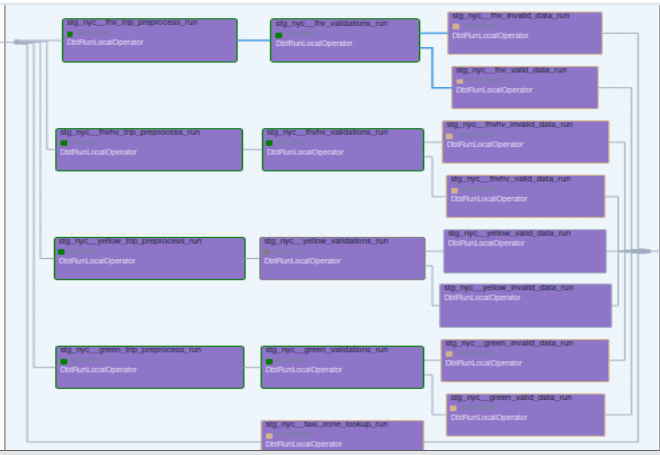 stg_nyc__fhv_trip_preprocess_run
DbtRunLocalOperator
stg_nyc__fhv_validations_run
DbtRunLocalOperator
stg_nyc__fhv_invalid_data_run
DbtRunLocalOperator
stg_nyc__fhv_valid_data_run
DbtRunLocalOperator
stg_nyc__fhvhv_trip_preprocess_run
DbtRunLocalOperator
stg_nyc__fhvhv_validations_run
DbtRunLocalOperator
stg_nyc__fhvhv_invalid_data_run
DbtRunLocalOperator
stg_nyc__fhvhv_valid_data_run
DbtRunLocalOperator
stg_nyc__yellow_trip_preprocess_run
DbtRunLocalOperator
stg_nyc__yellow_validations_run
DbtRunLocalOperator
stg_nyc__yellow_valid_data_run
DbtRunLocalOperator
stg_nyc__yellow_invalid_data_run
DbtRunLocalOperator
stg_nyc__green_trip_preprocess_run
DbtRunLocalOperator
stg_nyc__green_validations_run
DbtRunLocalOperator
stg_nyc__green_invalid_data_run
DbtRunLocalOperator
stg_nyc__green_valid_data_run
DbtRunLocalOperator
stg_nyc__taxi_zone_lookup_run
DbtRunLocalOperator